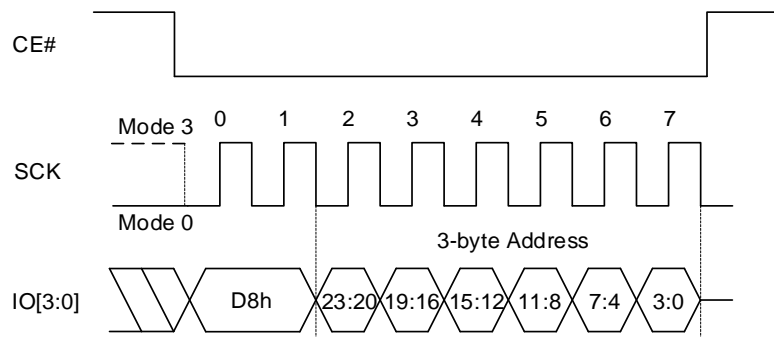 CE#
Mode 3 0 1 2 3 4 5 6 7
SCK
Mode 0
3-byte Address
IO[3:0] D8h 23:20 19:16 15:12 11:8 7:4 3:0